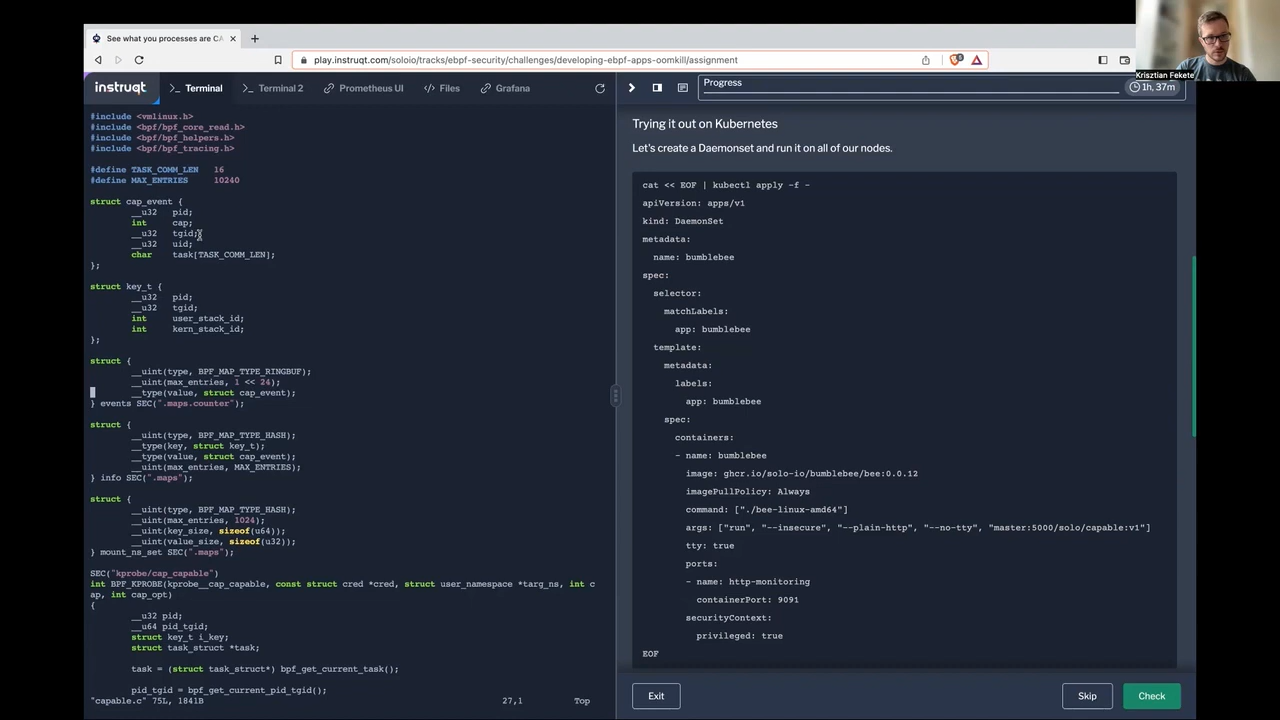 See what you processes are CA
play.instruqt.com/soloio/tracks/ebpf-security/challenges/developing-ebpf-apps-oomkill/assignment
Krisztian Fekete
instruqt
>_ Terminal
>_ Terminal 2
Prometheus UI
</> Files
Grafana
Progress
1h, 37m
#include <vmlinux.h>
#include <bpf/bpf_core_read.h>
#include <bpf/bpf_helpers.h>
#include <bpf/bpf_tracing.h>
#define TASK_COMM_LEN   16
#define MAX_ENTRIES     10240
struct cap_event {
__u32   pid;
int     cap;
__u32   tgid;
__u32   uid;
char    task[TASK_COMM_LEN];
};
struct key_t {
__u32   pid;
__u32   tgid;
int     user_stack_id;
int     kern_stack_id;
};
struct {
__uint(type, BPF_MAP_TYPE_RINGBUF);
__uint(max_entries, 1 << 24);
__type(value, struct cap_event);
} events SEC(".maps.counter");
struct {
__uint(type, BPF_MAP_TYPE_HASH);
__type(key, struct key_t);
__type(value, struct cap_event);
__uint(max_entries, MAX_ENTRIES);
} info SEC(".maps");
struct {
__uint(type, BPF_MAP_TYPE_HASH);
__uint(max_entries, 1024);
__uint(key_size, sizeof(u64));
__uint(value_size, sizeof(u32));
} mount_ns_set SEC(".maps");
SEC("kprobe/cap_capable")
int BPF_KPROBE(kprobe__cap_capable, const struct cred *cred, struct user_namespace *targ_ns, int c
ap, int cap_opt)
{
__u32 pid;
__u64 pid_tgid;
struct key_t i_key;
struct task_struct *task;
task = (struct task_struct*) bpf_get_current_task();
pid_tgid = bpf_get_current_pid_tgid();
"capable.c" 75L, 1841B
27,1
Top
Trying it out on Kubernetes
Let's create a Daemonset and run it on all of our nodes.
cat << EOF | kubectl apply -f -
apiVersion: apps/v1
kind: DaemonSet
metadata:
name: bumblebee
spec:
selector:
matchLabels:
app: bumblebee
template:
metadata:
labels:
app: bumblebee
spec:
containers:
- name: bumblebee
image: ghcr.io/solo-io/bumblebee/bee:0.0.12
imagePullPolicy: Always
command: ["./bee-linux-amd64"]
args: ["run", "--insecure", "--plain-http", "--no-tty", "master:5000/solo/capable:v1"]
tty: true
ports:
- name: http-monitoring
containerPort: 9091
securityContext:
privileged: true
EOF
Exit
Skip
Check